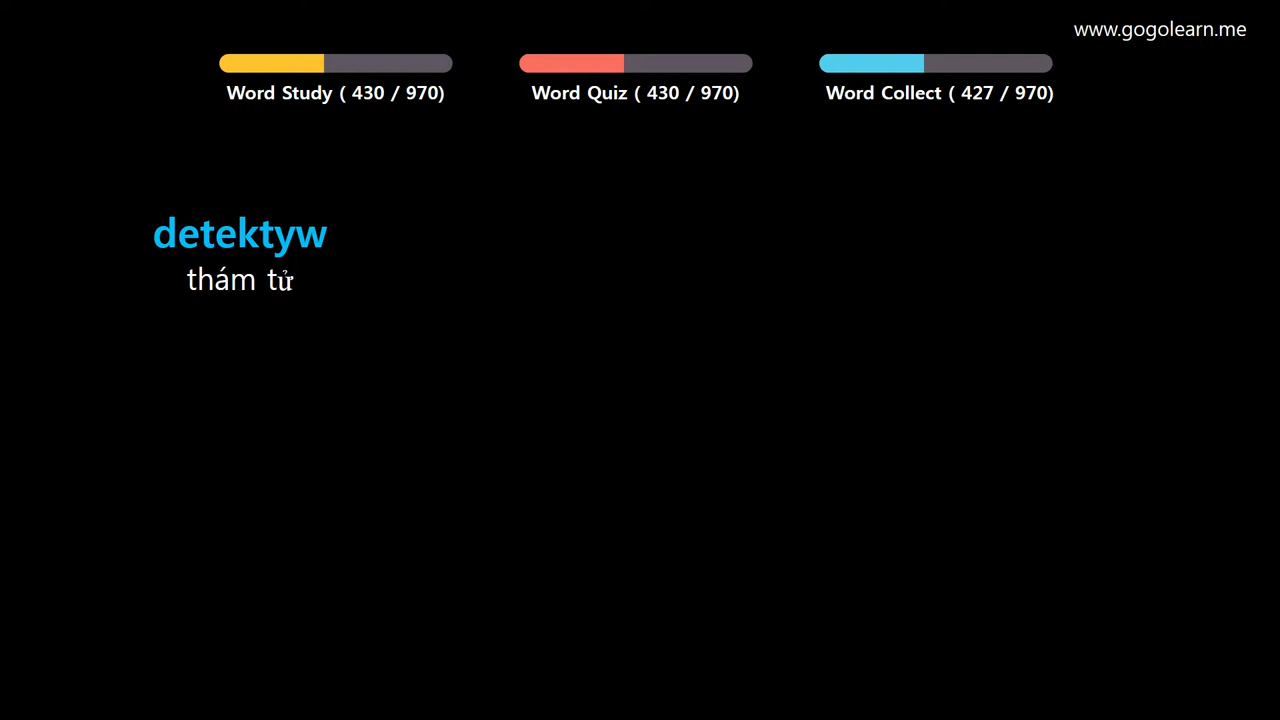 www.gogolearn.me
Word Study ( 430 / 970)
Word Quiz ( 430 / 970)
Word Collect ( 427 / 970)
detektyw
thám tử